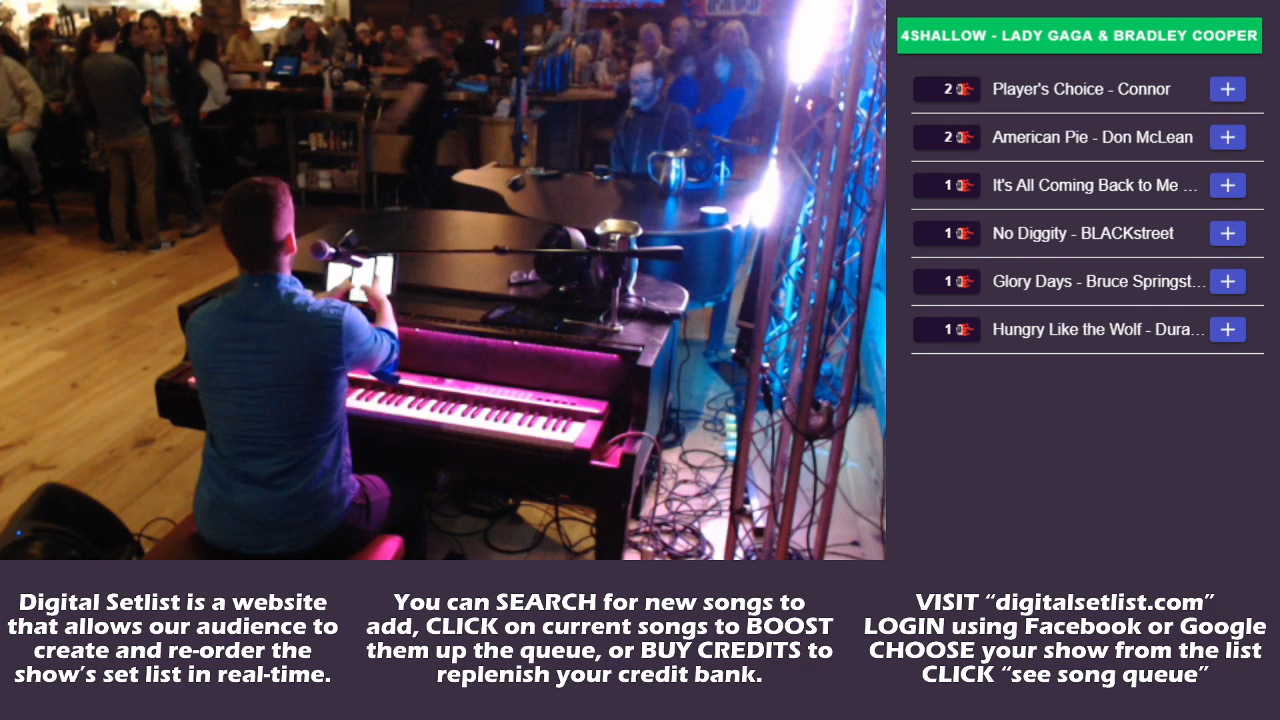 4SHALLOW - LADY GAGA & BRADLEY COOPER
2 Player's Choice - Connor +
2 American Pie - Don McLean +
1 It's All Coming Back to Me ... +
1 No Diggity - BLACKstreet +
1 Glory Days - Bruce Springst... +
1 Hungry Like the Wolf - Dura... +
Digital Setlist is a website
that allows our audience to
create and re-order the
show's set list in real-time.
You can SEARCH for new songs to
add, CLICK on current songs to BOOST
them up the queue, or BUY CREDITS to
replenish your credit bank.
VISIT “digitalsetlist.com”
LOGIN using Facebook or Google
CHOOSE your show from the list
CLICK “see song queue”